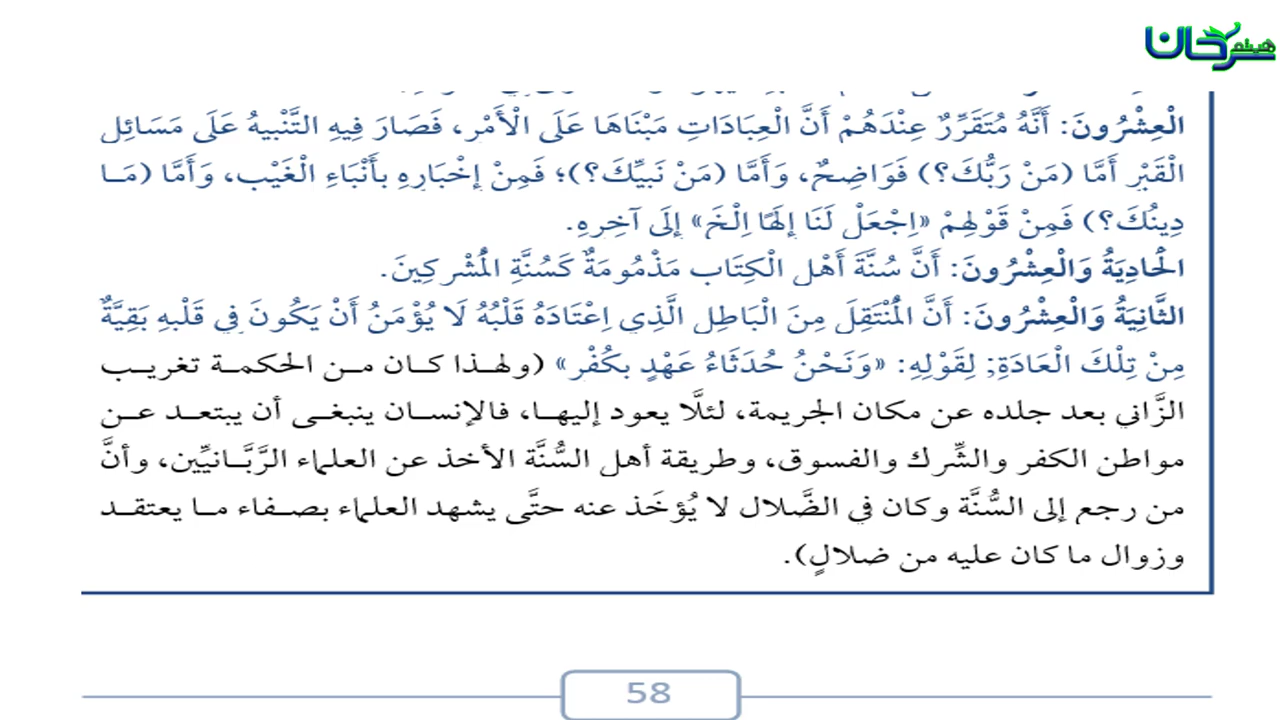 هيثم سرحان
الْعِشْرُونَ: أَنَّهُ مُتَقَرِّرٌ عِنْدَهُمْ أَنَّ الْعِبَادَاتِ مَبْنَاهَا عَلَى الْأَمْرِ، فَصَارَ فِيهِ التَّنْبِيهُ عَلَى مَسَائِلِ
الْقَبْرِ أَمَّا (مَنْ رَبُّكَ؟) فَوَاضِحٌ، وَأَمَّا (مَنْ نَبِيِّكَ؟)؛ فَمِنْ إِخْبَارِهِ بِأَنْبَاءِ الْغَيْبِ، وَأَمَّا (مَا
دِينُكَ؟) فَمِنْ قَوْلِهِمْ «اِجْعَلْ لَنَا إِلَهًا اِلْخَ» إِلَى آخِرِهِ.
الْحَادِيَةُ وَالْعِشْرُونَ: أَنَّ سُنَّةَ أَهْلِ الْكِتَابِ مَذْمُومَةٌ كَسُنَّةِ الْمُشْرِكِينَ.
الثَّانِيَةُ وَالْعِشْرُونَ: أَنَّ الْمُنْتَقِلَ مِنَ الْبَاطِلِ الَّذِي اِعْتَادَهُ قَلْبُهُ لَا يُؤْمَنُ أَنْ يَكُونَ فِي قَلْبِهِ بَقِيَّةٌ
مِنْ تِلْكَ الْعَادَةِ; لِقَوْلِهِ: «وَنَحْنُ حُدَثَاءُ عَهْدٍ بِكُفْرٍ» (ولهذا كان من الحكمة تغريب
الزَّاني بعد جلده عن مكان الجريمة، لئلَّا يعود إليها، فالإنسان ينبغي أن يبتعد عن
مواطن الكفر والشِّرك والفسوق، وطريقة أهل السُّنَّة الأخذ عن العلماء الرَّبَّانيِّين، وأنَّ
من رجع إلى السُّنَّة وكان في الضَّلال لا يُؤخَذ عنه حتَّى يشهد العلماء بصفاء ما يعتقد
وزوال ما كان عليه من ضلالٍ).
58